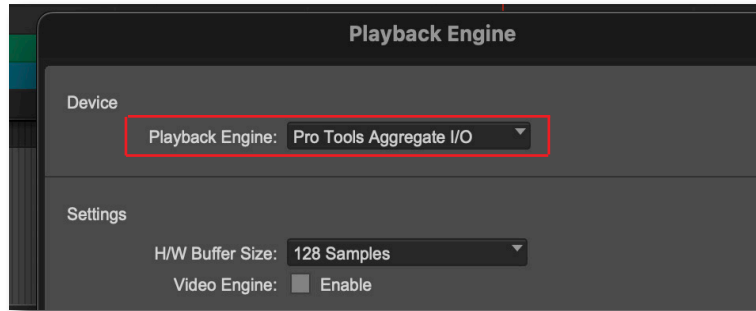 Playback Engine
Device
Playback Engine: Pro Tools Aggregate I/O
Settings
H/W Buffer Size: 128 Samples
Video Engine: Enable